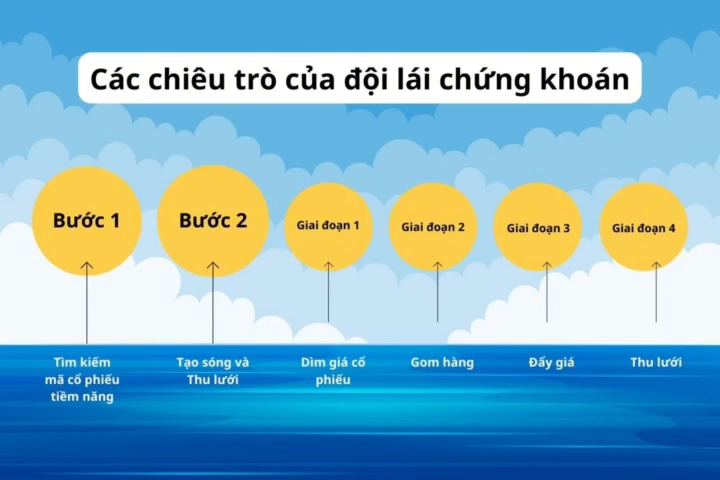 Các chiêu trò của đội lái chứng khoán
Bước 1
Bước 2
Giai đoạn 1
Giai đoạn 2
Giai đoạn 3
Giai đoạn 4
Tìm kiếm
mã cổ phiếu
tiềm năng
Tạo sóng và
Thu lưới
Dìm giá cổ
phiếu
Gom hàng
Đẩy giá
Thu lưới